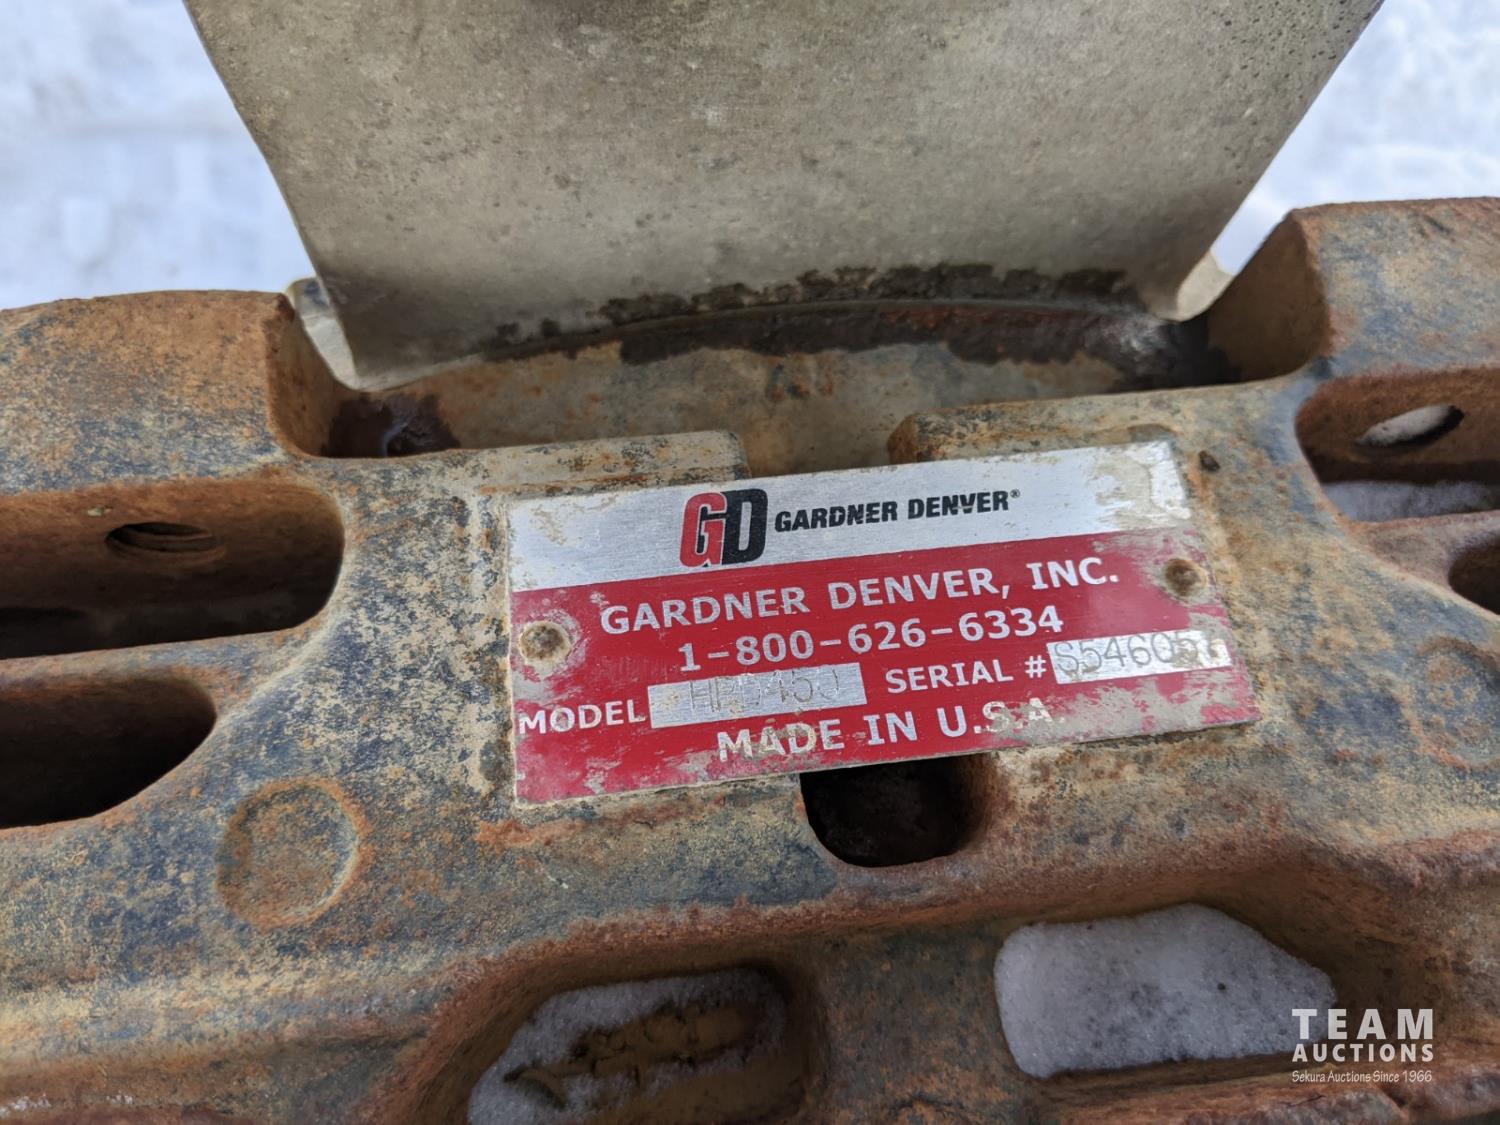 GD GARDNER DENVER®
GARDNER DENVER, INC.
1-800-626-6334
MODEL SERIAL #
MADE IN U.S.A.
TEAM
AUCTIONS
Sekura Auctions Since 1966